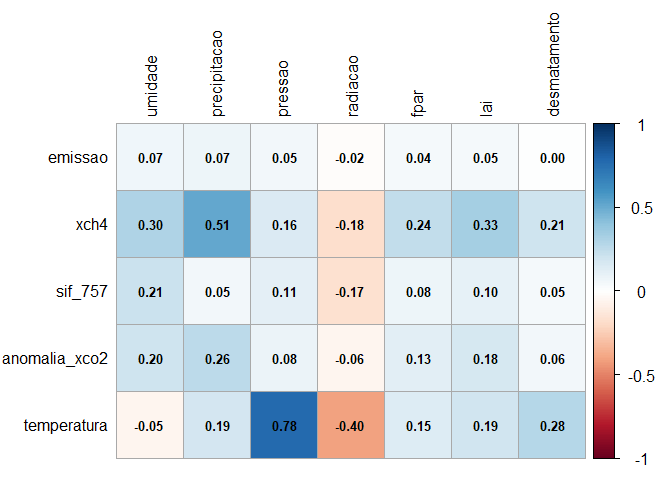 umidade precipitacao pressao radiacao fpar lai desmatamento
emissao 0.07 0.07 0.05 -0.02 0.04 0.05 0.00
xch4 0.30 0.51 0.16 -0.18 0.24 0.33 0.21
sif_757 0.21 0.05 0.11 -0.17 0.08 0.10 0.05
anomalia_xco2 0.20 0.26 0.08 -0.06 0.13 0.18 0.06
temperatura -0.05 0.19 0.78 -0.40 0.15 0.19 0.28
1
0.5
0
-0.5
-1